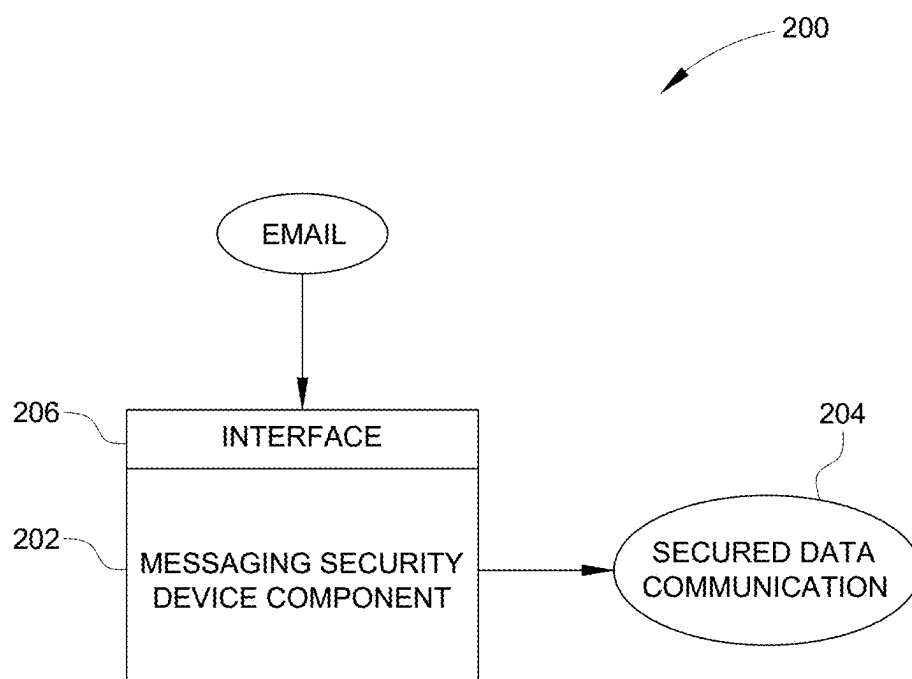 200
EMAIL
206
INTERFACE
204
202
MESSAGING SECURITY
DEVICE COMPONENT
SECURED DATA
COMMUNICATION